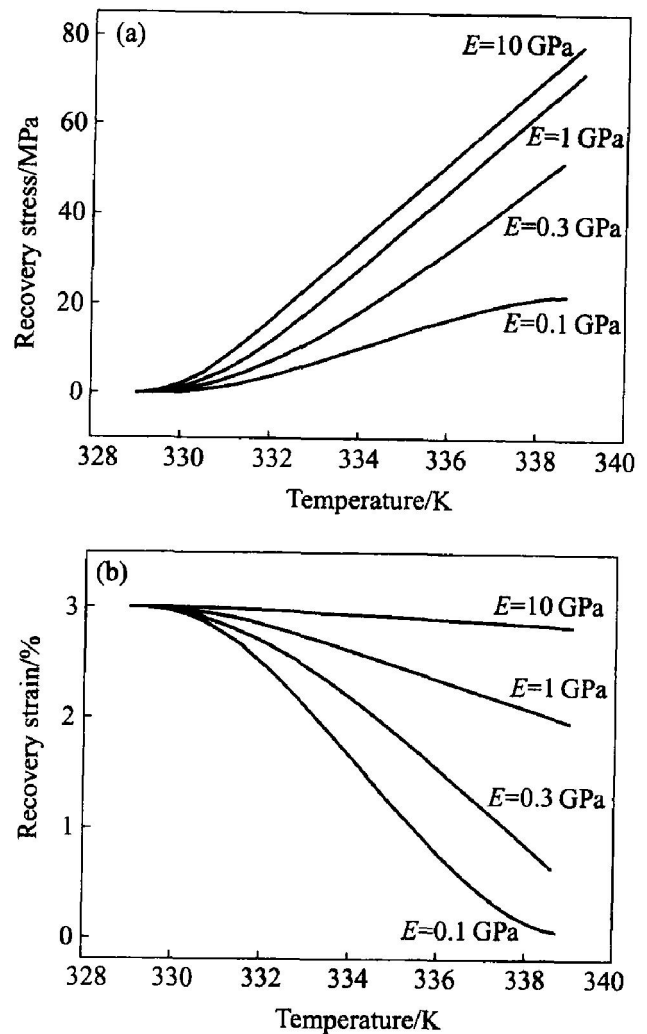 (a)
80
60
40
20
0
Recovery stress/MPa
E=10 GPa
E=1 GPa
E=0.3 GPa
E=0.1 GPa
328 330 332 334 336 338 340
Temperature/K
(b)
3
2
1
0
Recovery strain/%
E=10 GPa
E=1 GPa
E=0.3 GPa
E=0.1 GPa
328 330 332 334 336 338 340
Temperature/K